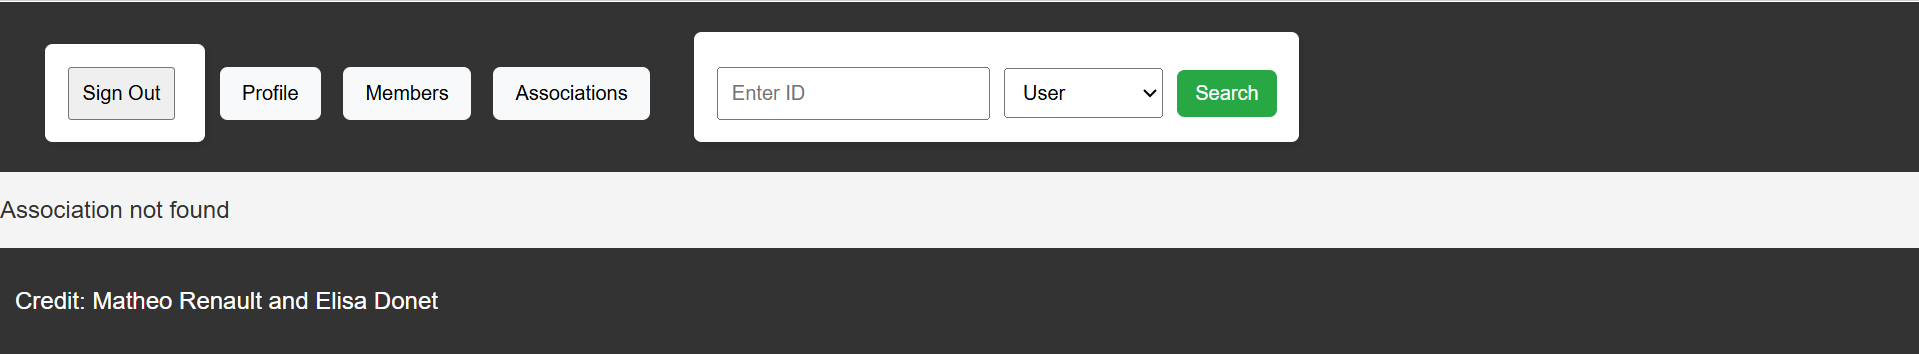 Sign Out Profile Members Associations Enter ID User Search
Association not found
Credit: Matheo Renault and Elisa Donet